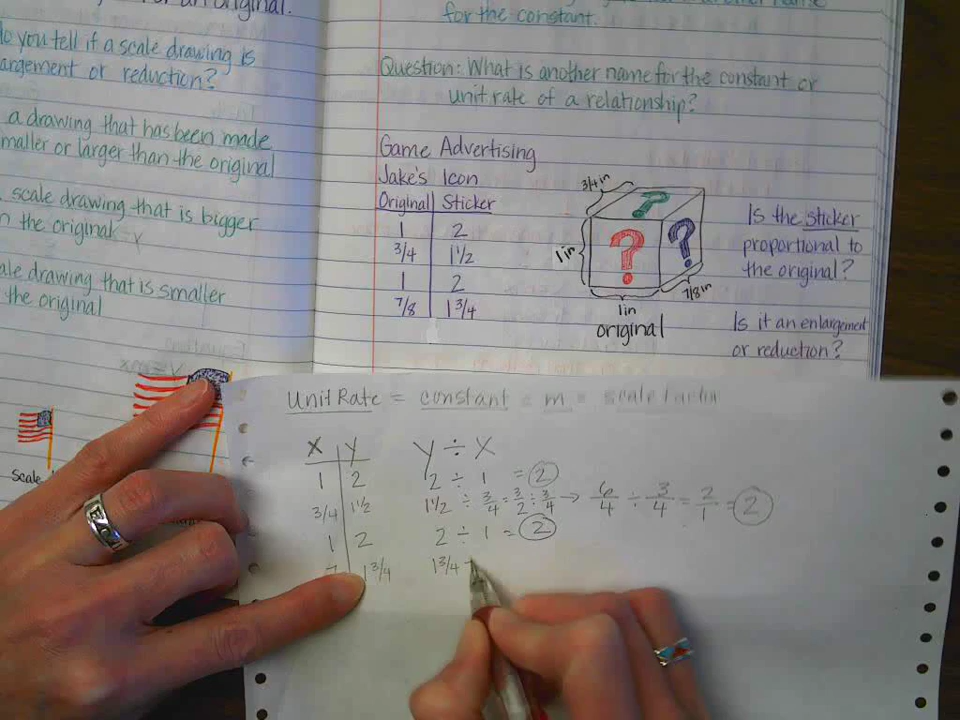 an original.
do you tell if a scale drawing is
argement or reduction?
a drawing that has been made
maller or larger than the original
scale drawing that is bigger
n the original
ale drawing that is smaller
the original
Scale
for the constant.
Question: What is another name for the constant or
unit rate of a relationship?
Game Advertising
Jake's Icon
Original Sticker
1 2
3/4 1 1/2
1 2
7/8 1 3/4
3/4 in
1in
? ? ?
7/8 in
1in
original
Is the sticker
proportional to
the original?
Is it an enlargement
or reduction?
Unit Rate = constant = m = scale factor
X Y Y ÷ X
1 2 2 ÷ 1 = 2
3/4 1 1/2 1 1/2 ÷ 3/4 = 3/2 ÷ 3/4 → 6/4 ÷ 3/4 = 2/1 = 2
1 2 2 ÷ 1 = 2
7 1 3/4 1 3/4